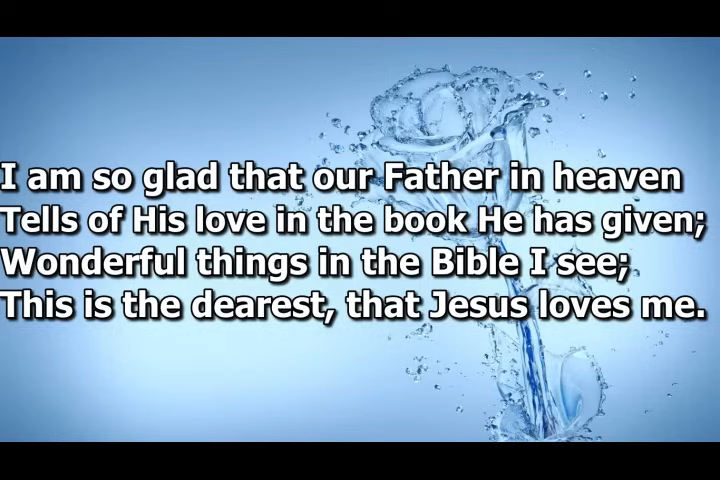 I am so glad that our Father in heaven
Tells of His love in the book He has given;
Wonderful things in the Bible I see;
This is the dearest, that Jesus loves me.